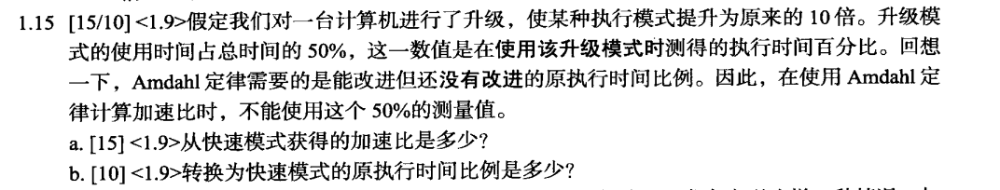 1.15 [15/10] <1.9>假定我们对一台计算机进行了升级，使某种执行模式提升为原来的 10 倍。升级模
式的使用时间占总时间的 50%，这一数值是在使用该升级模式时测得的执行时间百分比。回想
一下，Amdahl 定律需要的是能改进但还没有改进的原执行时间比例。因此，在使用 Amdahl 定
律计算加速比时，不能使用这个 50%的测量值。
a. [15] <1.9>从快速模式获得的加速比是多少？
b. [10] <1.9>转换为快速模式的原执行时间比例是多少？